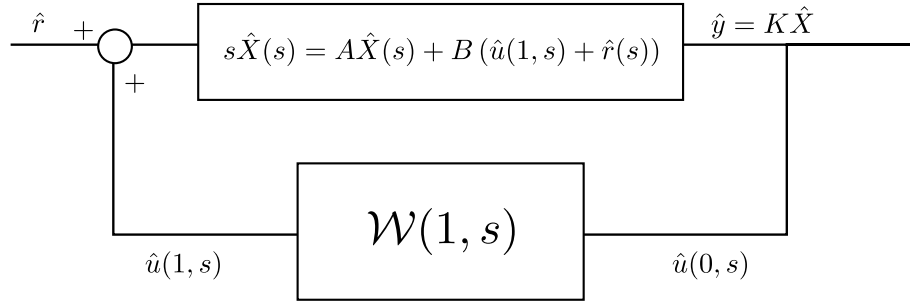 r̂ + ŷ = KX̂
sX̂(s) = AX̂(s) + B (û(1, s) + r̂(s))
+
𝒲(1, s)
û(1, s) û(0, s)